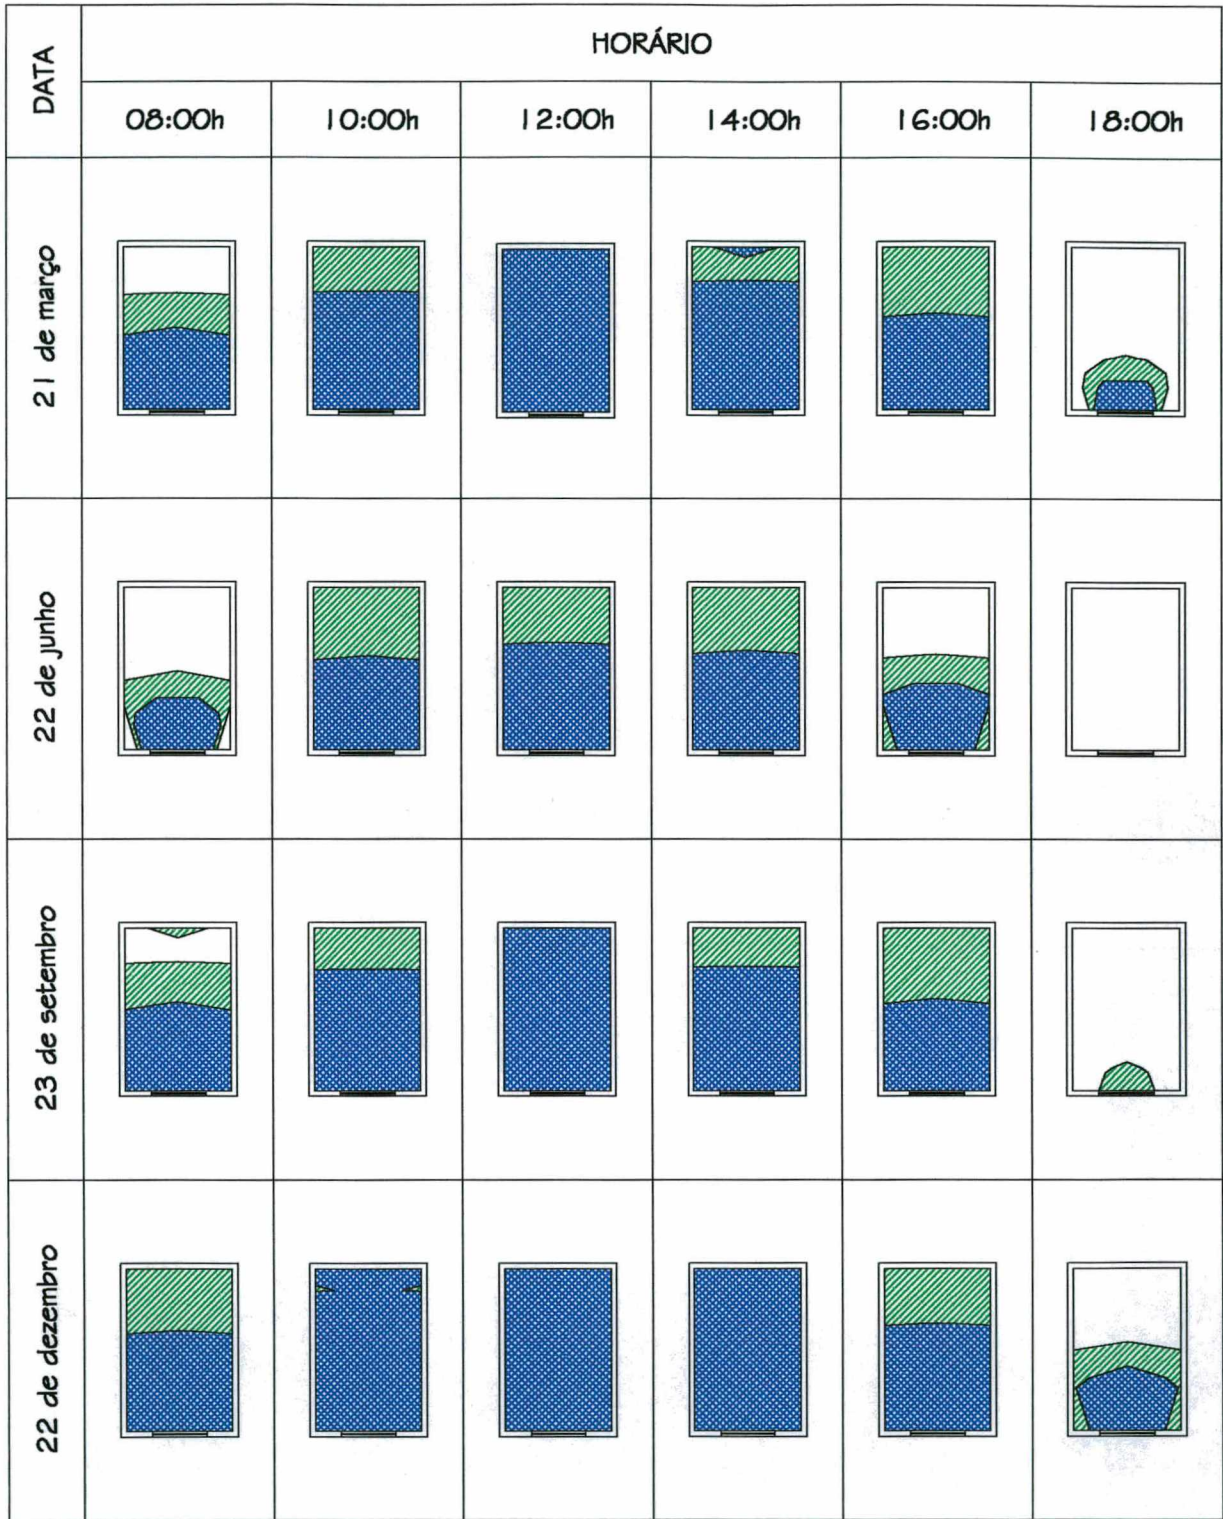 DATA
HORÁRIO
08:00h 10:00h 12:00h 14:00h 16:00h 18:00h
21 de março
22 de junho
23 de setembro
22 de dezembro